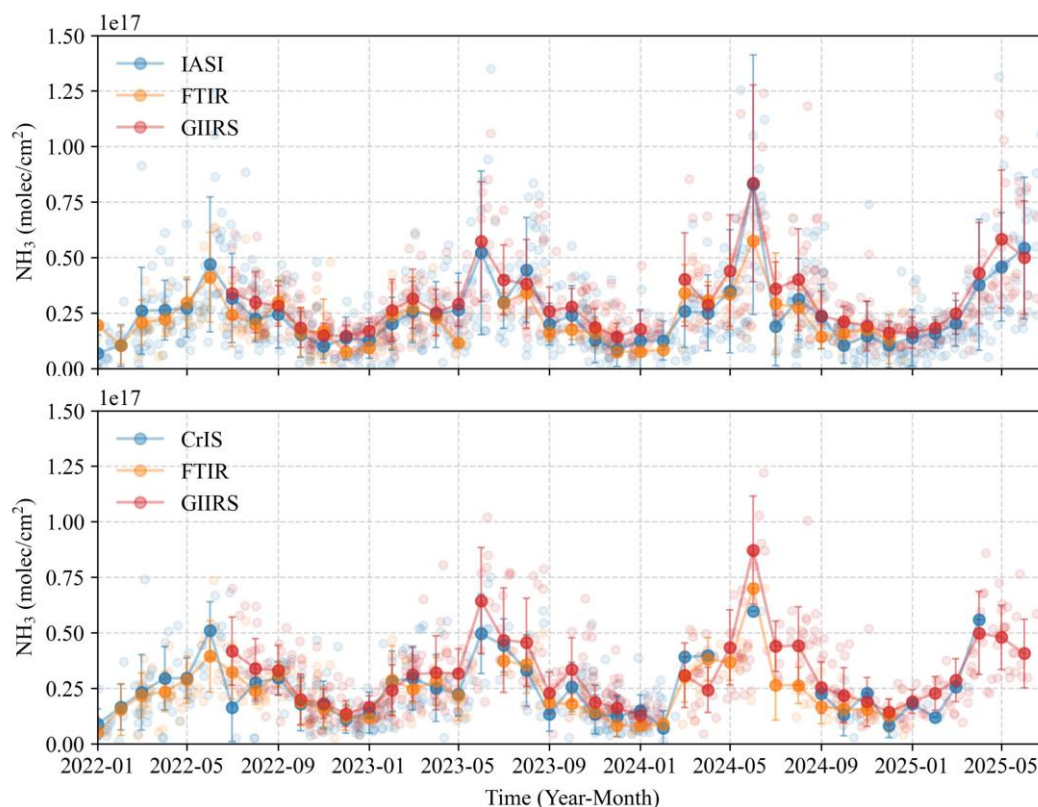 1e17
1.50
1.25
1.00
0.75
0.50
0.25
0.00
NH₃ (molec/cm²)
IASI
FTIR
GIIRS
1e17
1.50
1.25
1.00
0.75
0.50
0.25
0.00
NH₃ (molec/cm²)
CrIS
FTIR
GIIRS
2022-01 2022-05 2022-09 2023-01 2023-05 2023-09 2024-01 2024-05 2024-09 2025-01 2025-05
Time (Year-Month)